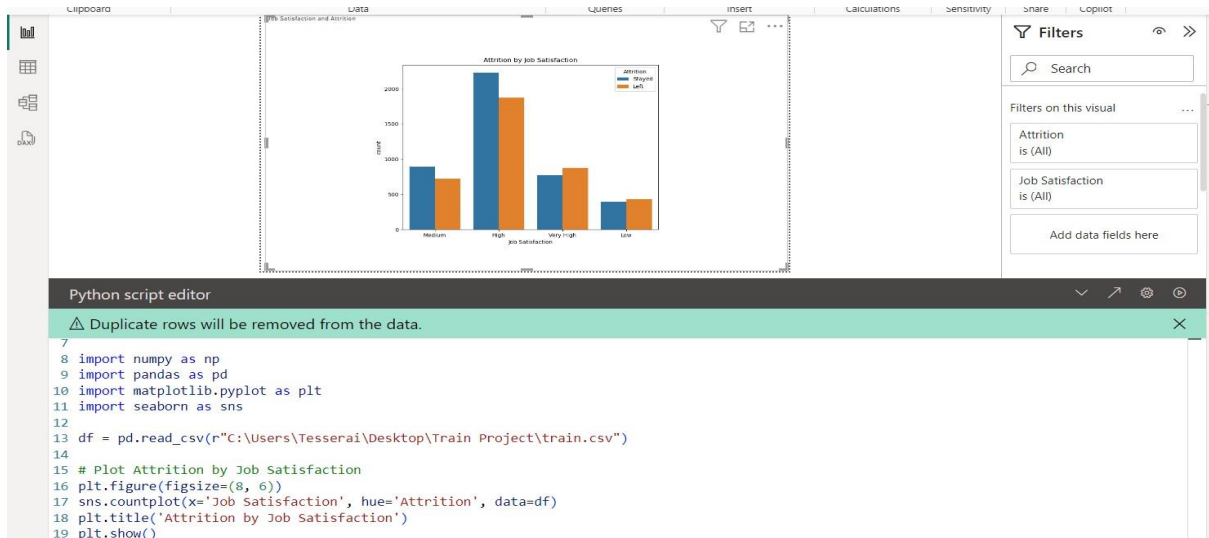 Clipboard Data Queries Insert Calculations Sensitivity Share Copilot
Job Satisfaction and Attrition
Filters
Search
Filters on this visual
...
Attrition
is (All)
Job Satisfaction
is (All)
Add data fields here
DAX
Attrition by Job Satisfaction
Attrition
Stayed
Left
2000
1500
1000
500
0
count
Medium High Very High Low
Job Satisfaction
Python script editor
Duplicate rows will be removed from the data.
7
8 import numpy as np
9 import pandas as pd
10 import matplotlib.pyplot as plt
11 import seaborn as sns
12
13 df = pd.read_csv(r"C:\Users\Tesserai\Desktop\Train Project\train.csv")
14
15 # Plot Attrition by Job Satisfaction
16 plt.figure(figsize=(8, 6))
17 sns.countplot(x='Job Satisfaction', hue='Attrition', data=df)
18 plt.title('Attrition by Job Satisfaction')
19 plt.show()